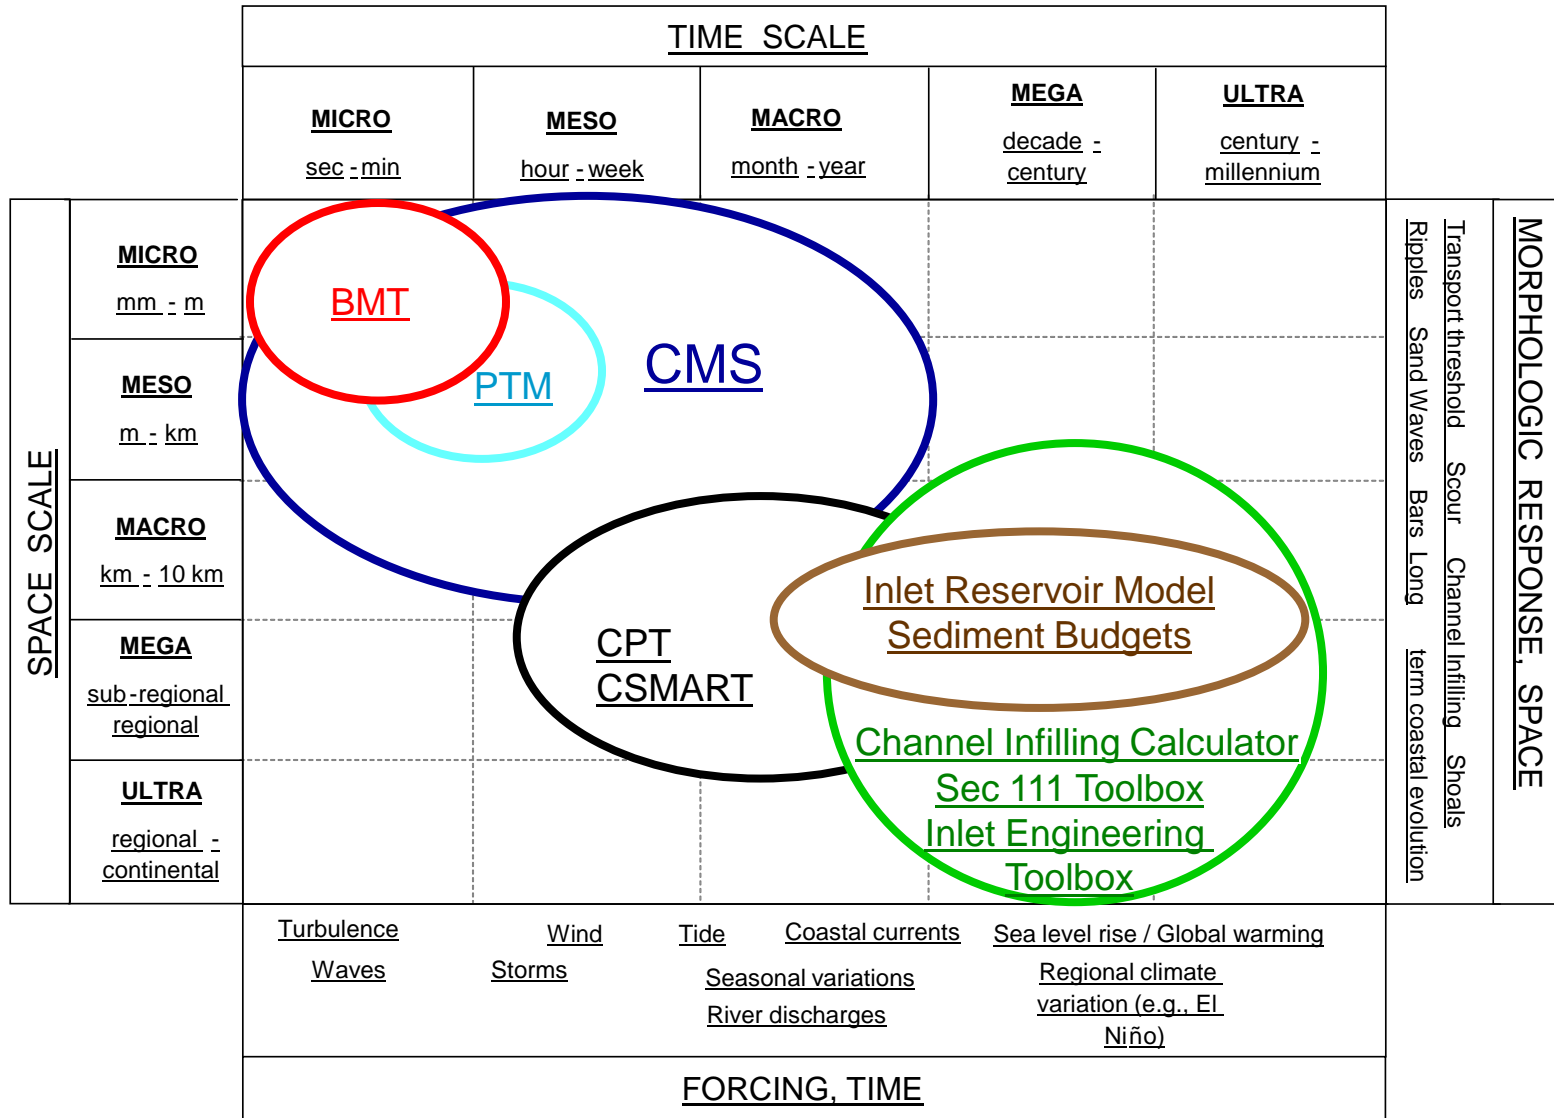 TIME SCALE
MICRO
sec - min
MESO
hour - week
MACRO
month - year
MEGA
decade -
century
ULTRA
century -
millennium
SPACE SCALE
MICRO
mm - m
MESO
m - km
MACRO
km - 10 km
MEGA
sub-regional
regional
ULTRA
regional -
continental
BMT
PTM
CMS
CPT
CSMART
Inlet Reservoir Model
Sediment Budgets
Channel Infilling Calculator
Sec 111 Toolbox
Inlet Engineering
Toolbox
MORPHOLOGIC RESPONSE, SPACE
Transport threshold Scour Channel Infilling Shoals
Ripples Sand Waves Bars Long term coastal evolution
Turbulence Wind Tide Coastal currents Sea level rise / Global warming
Waves Storms Seasonal variations Regional climate
River discharges variation (e.g., El
Niño)
FORCING, TIME